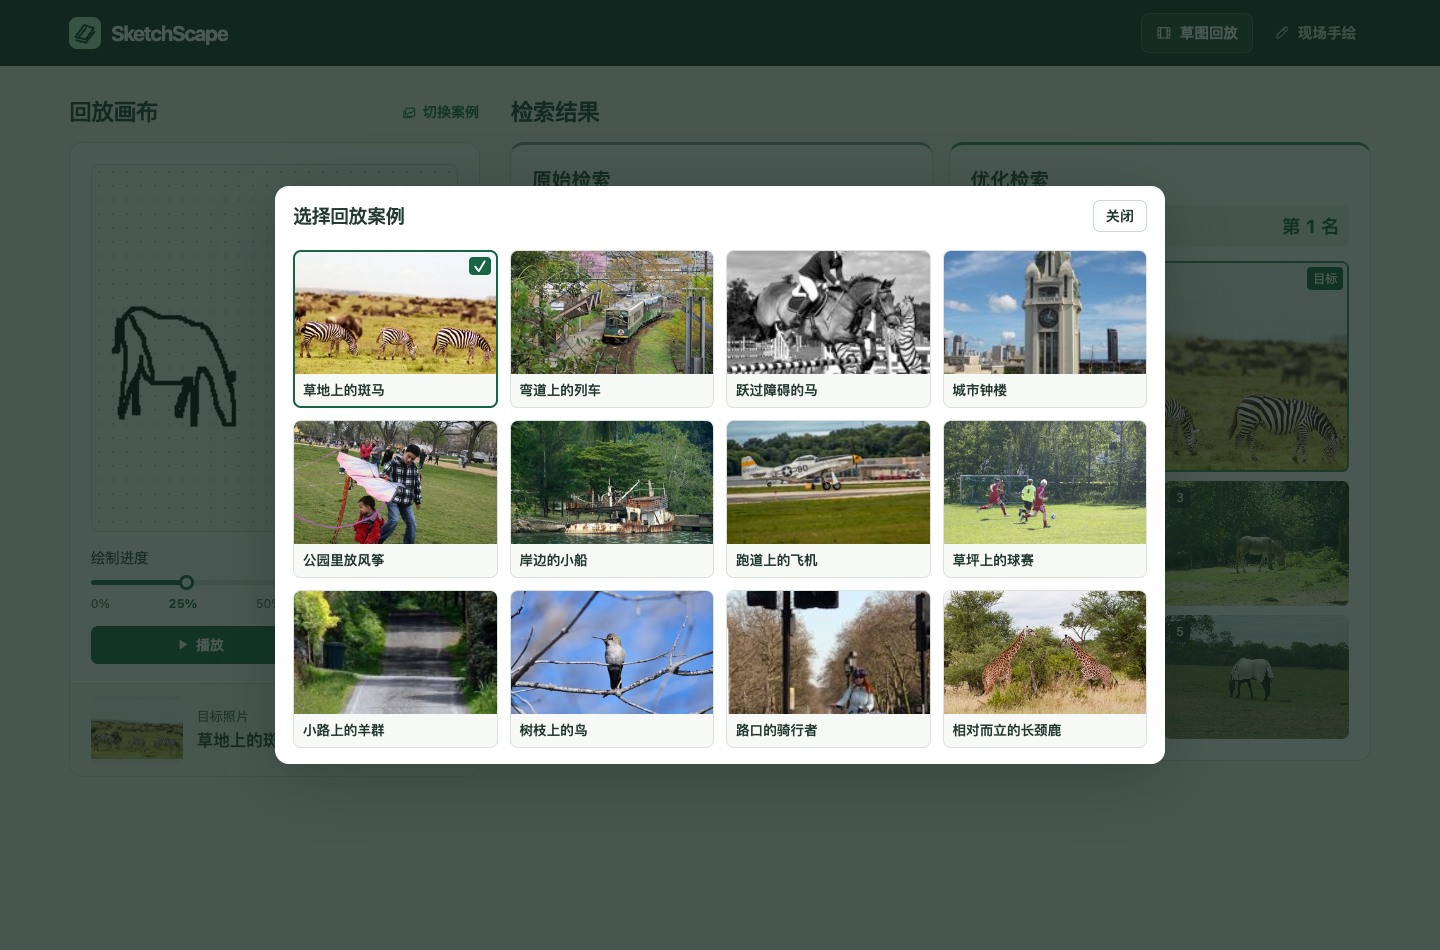 SketchScape
草图回放
现场手绘
回放画布
切换案例
检索结果
原始检索
优化检索
第 1 名
目标
3
5
绘制进度
0%
25%
50%
播放
目标照片
草地上的斑
选择回放案例
关闭
草地上的斑马
弯道上的列车
跃过障碍的马
城市钟楼
公园里放风筝
岸边的小船
跑道上的飞机
草坪上的球赛
小路上的羊群
树枝上的鸟
路口的骑行者
相对而立的长颈鹿